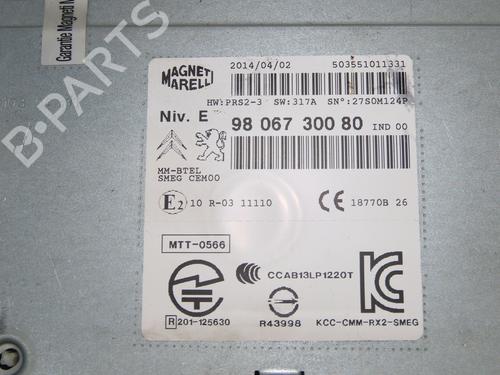 Garantie Magneti M
MAGNETI
MARELLI
2014/04/02 503551011331
HW:PRS2-3 SW:317A SN°:27S0M124P
Niv. E 98 067 300 80 IND 00
MM-BTEL
SMEG CEM00
E2 10 R-03 11110 CE 18770B 26
MTT-0566
CCAB13LP1220T
R 201-125630 R43998 KCC-CMM-RX2-SMEG
B-PARTS